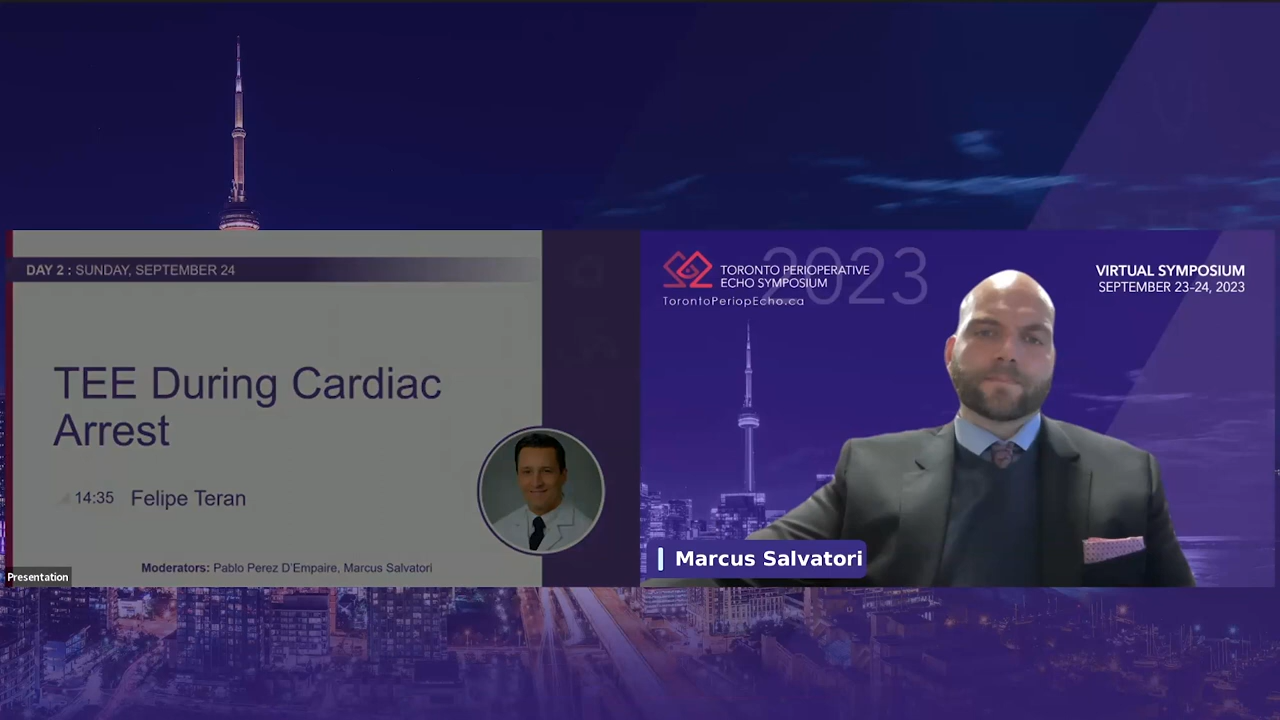 DAY 2 : SUNDAY, SEPTEMBER 24
TEE During Cardiac
Arrest
14:35 Felipe Teran
Moderators: Pablo Perez D'Empaire, Marcus Salvatori
Presentation
2023
TORONTO PERIOPERATIVE
ECHO SYMPOSIUM
TorontoPeriopEcho.ca
VIRTUAL SYMPOSIUM
SEPTEMBER 23-24, 2023
Marcus Salvatori